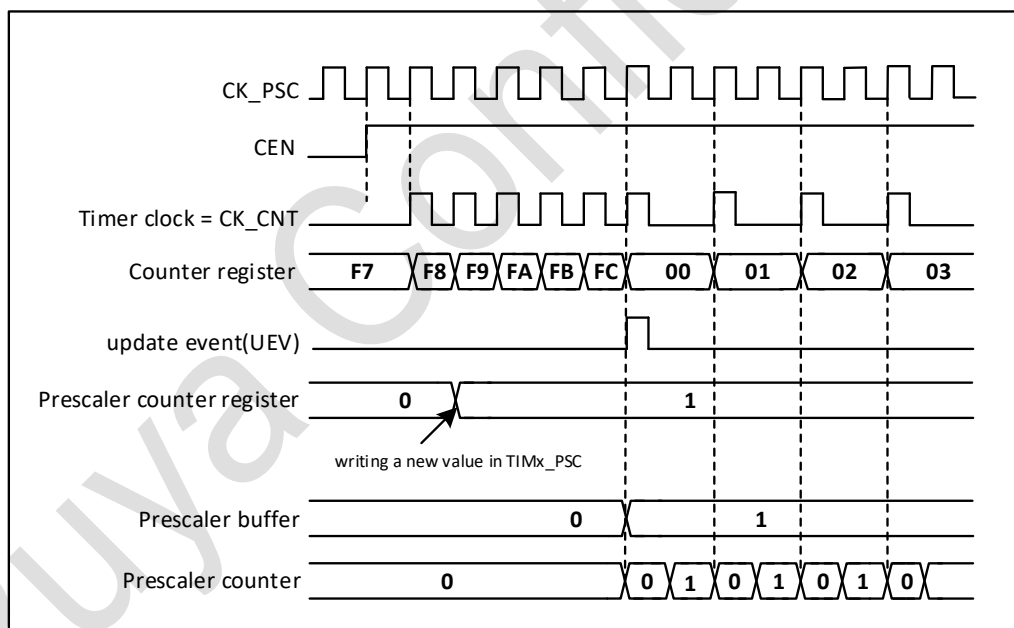 CK_PSC
CEN
Timer clock = CK_CNT
Counter register F7 F8 F9 FA FB FC 00 01 02 03
update event(UEV)
Prescaler counter register 0 1
writing a new value in TIMx_PSC
Prescaler buffer 0 1
Prescaler counter 0 0 1 0 1 0 1 0